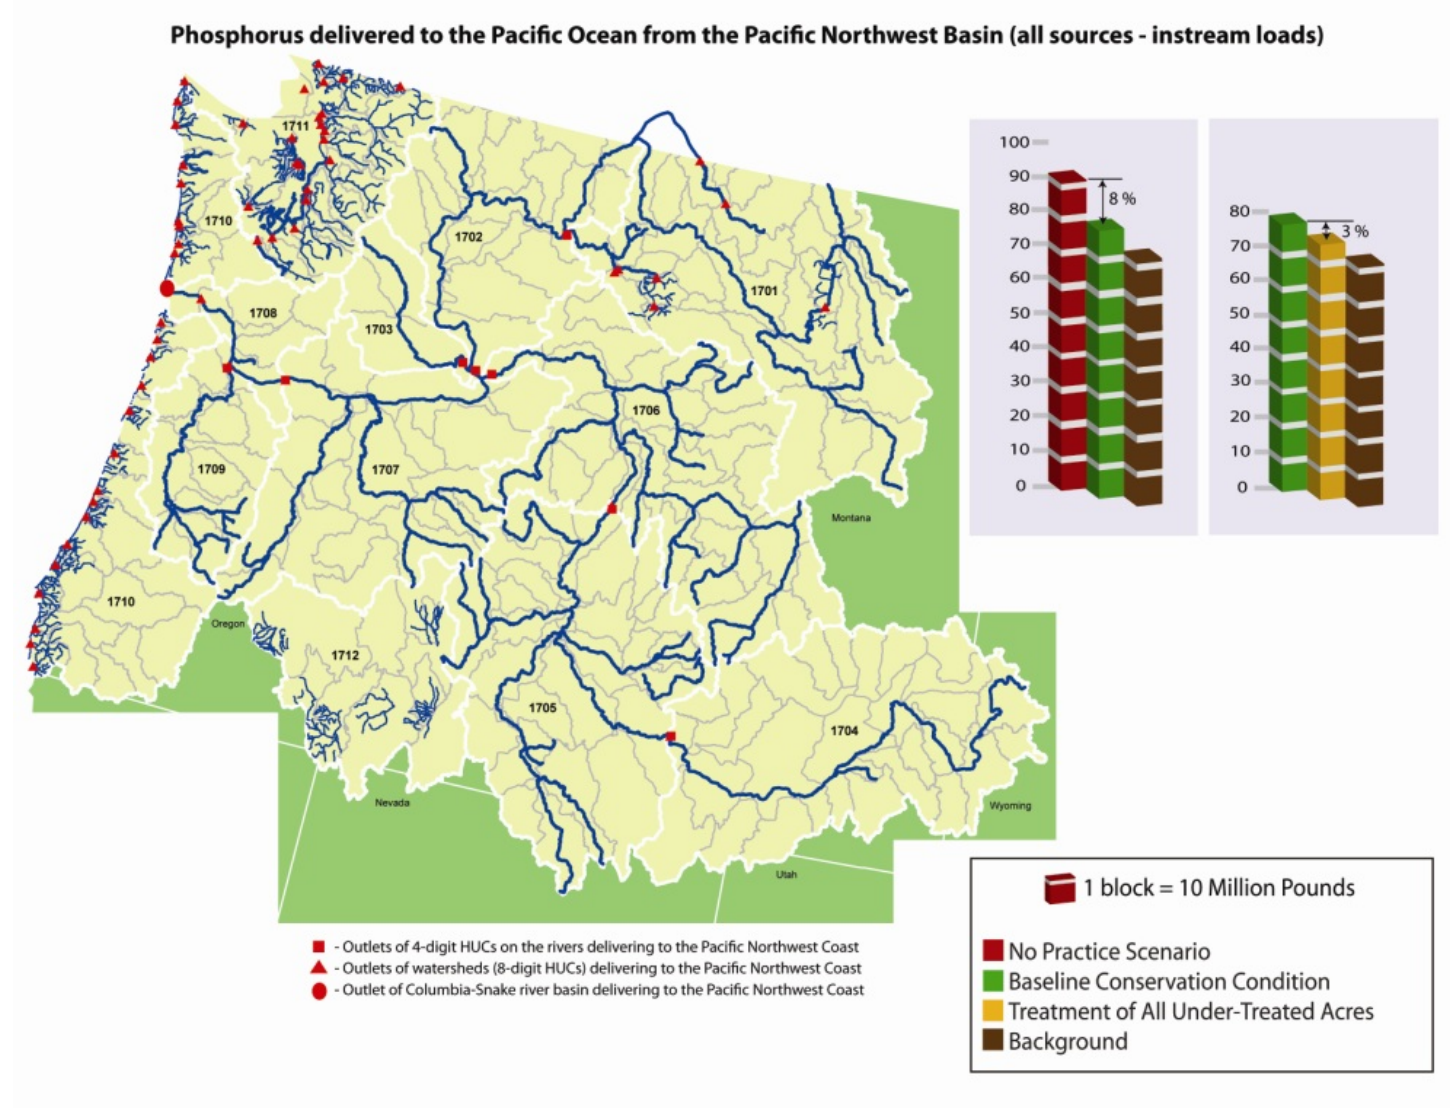 Phosphorus delivered to the Pacific Ocean from the Pacific Northwest Basin (all sources - instream loads)
1711
1710
1702
1701
1708
1703
1706
1709
1707
Montana
1710
Oregon
1712
1705
1704
Nevada
Wyoming
Utah
100
90
80
70
60
50
40
30
20
10
0
8 %
80
70
60
50
40
30
20
10
0
3 %
1 block = 10 Million Pounds
No Practice Scenario
Baseline Conservation Condition
Treatment of All Under-Treated Acres
Background
- Outlets of 4-digit HUCs on the rivers delivering to the Pacific Northwest Coast
- Outlets of watersheds (8-digit HUCs) delivering to the Pacific Northwest Coast
- Outlet of Columbia-Snake river basin delivering to the Pacific Northwest Coast